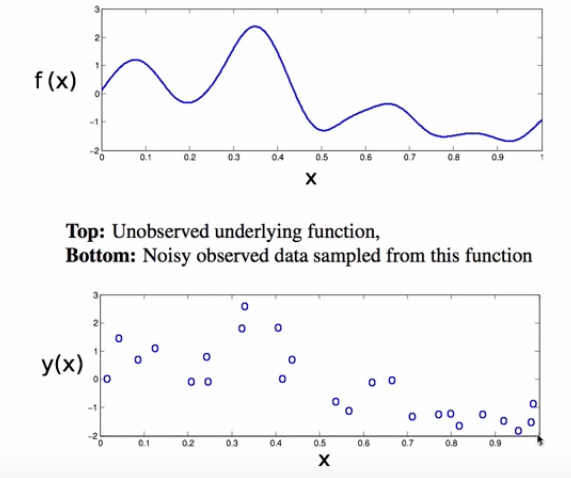 3
2
1
0
-1
-2
f (x)
0 0.1 0.2 0.3 0.4 0.5 0.6 0.7 0.8 0.9 1
x
Top: Unobserved underlying function,
Bottom: Noisy observed data sampled from this function
3
2
1
0
-1
-2
y(x)
0 0.1 0.2 0.3 0.4 0.5 0.6 0.7 0.8 0.9
x